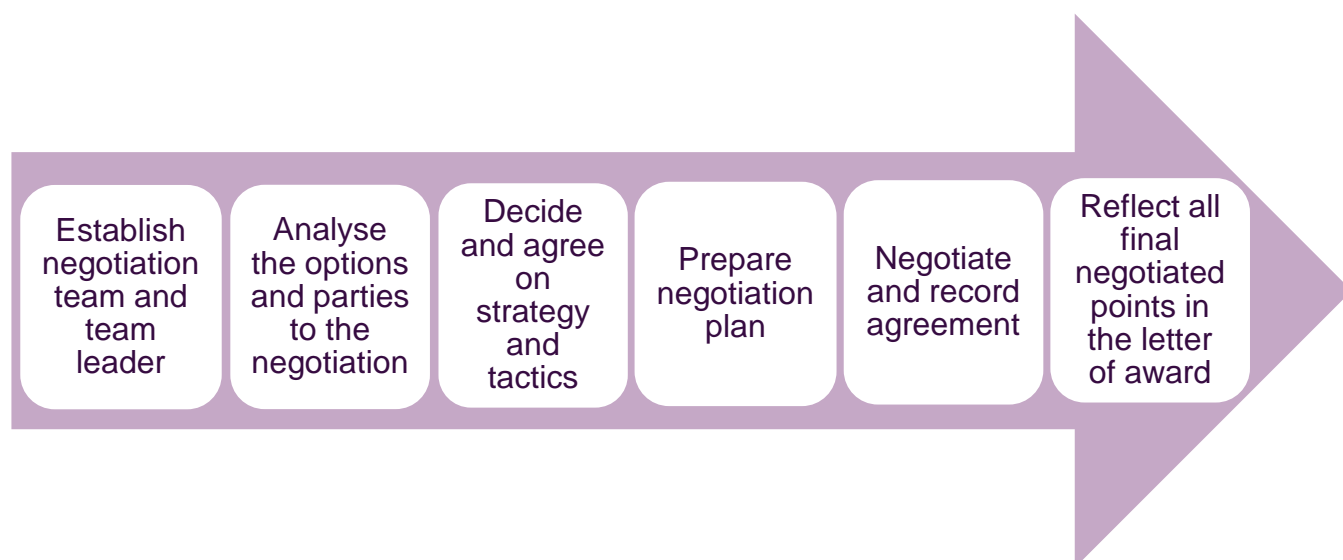 Establish
negotiation
team and
team
leader
Analyse
the options
and parties
to the
negotiation
Decide
and agree
on
strategy
and
tactics
Prepare
negotiation
plan
Negotiate
and record
agreement
Reflect all
final
negotiated
points in
the letter
of award